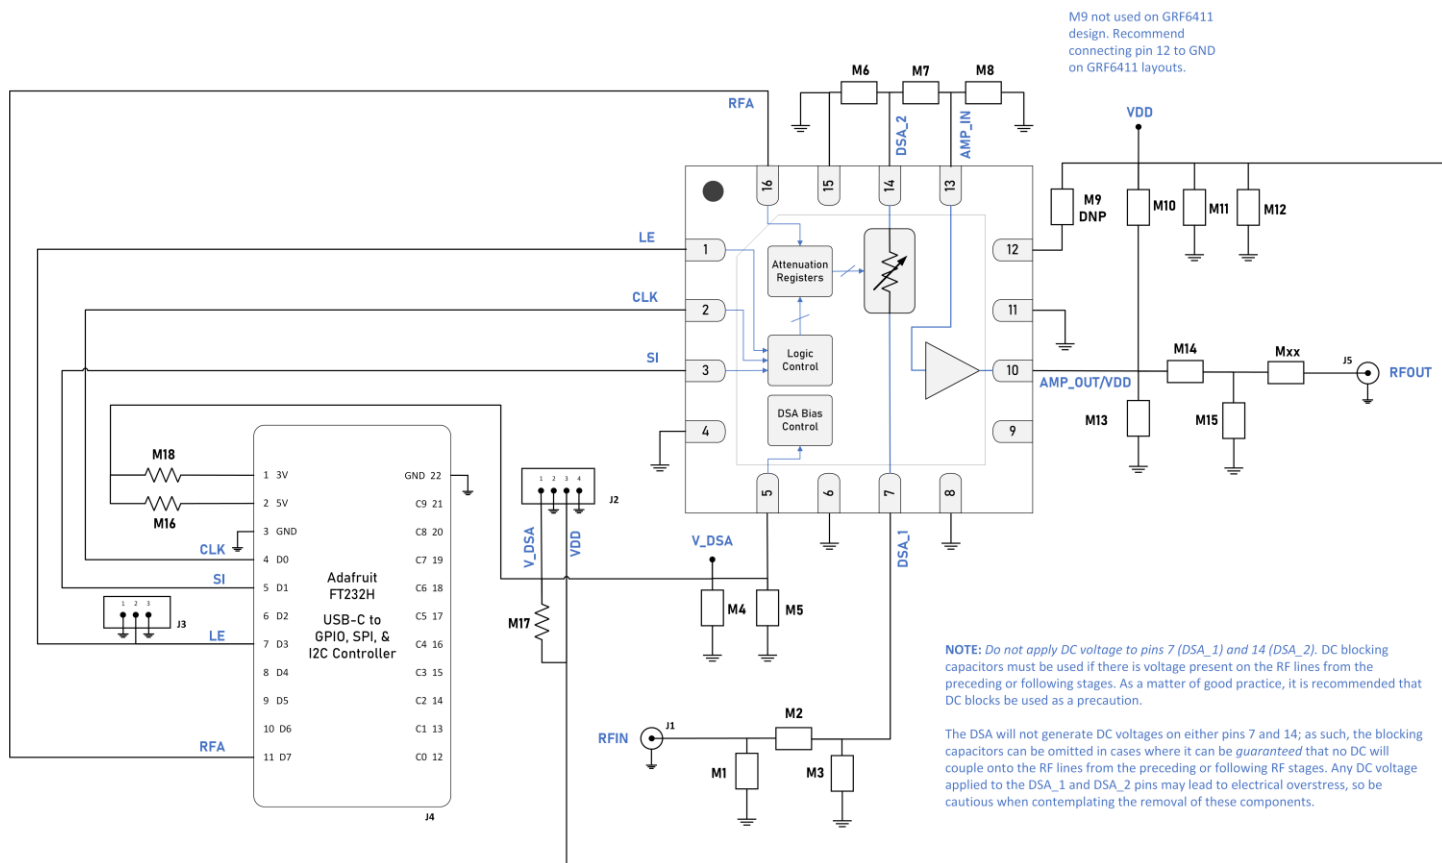 M9 not used on GRF6411
design. Recommend
connecting pin 12 to GND
on GRF6411 layouts.
M6
M7
M8
RFA
DSA_2
AMP_IN
VDD
16
15
14
13
M9
DNP
M10
M11
M12
LE
1
12
Attenuation
Registers
CLK
2
11
SI
3
Logic
Control
10
AMP_OUT/VDD
M14
Mxx
J5
RFOUT
DSA Bias
Control
4
9
M13
M15
5
6
7
8
M18
M16
1 3V
2 5V
3 GND
4 D0
5 D1
6 D2
7 D3
8 D4
9 D5
10 D6
11 D7
GND 22
C9 21
C8 20
C7 19
C6 18
C5 17
C4 16
C3 15
C2 14
C1 13
C0 12
Adafruit
FT232H
USB-C to
GPIO, SPI, &
I2C Controller
J4
CLK
SI
LE
RFA
1 2 3
J3
1 2 3 4
J2
V_DSA
VDD
M17
V_DSA
M4
M5
DSA_1
RFIN
J1
M2
M1
M3
NOTE: Do not apply DC voltage to pins 7 (DSA_1) and 14 (DSA_2). DC blocking
capacitors must be used if there is voltage present on the RF lines from the
preceding or following stages. As a matter of good practice, it is recommended that
DC blocks be used as a precaution.
The DSA will not generate DC voltages on either pins 7 and 14; as such, the blocking
capacitors can be omitted in cases where it can be guaranteed that no DC will
couple onto the RF lines from the preceding or following RF stages. Any DC voltage
applied to the DSA_1 and DSA_2 pins may lead to electrical overstress, so be
cautious when contemplating the removal of these components.